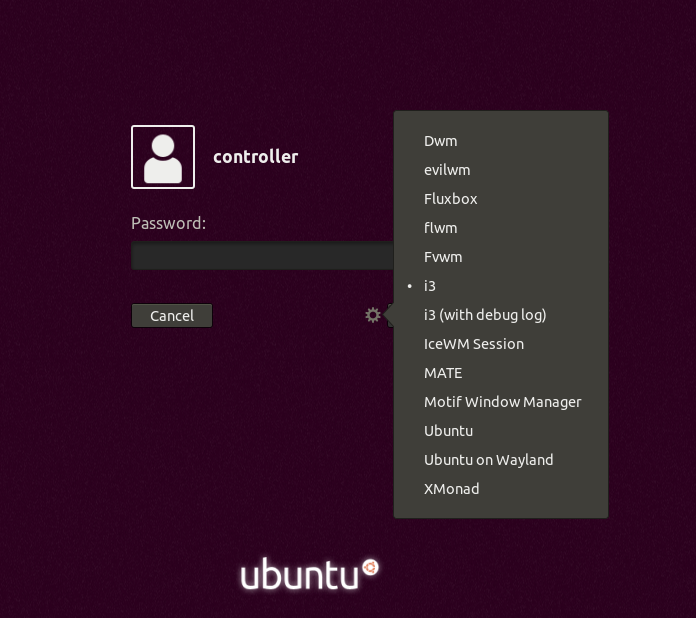 controller
Password:
Cancel
Dwm
evilwm
Fluxbox
flwm
Fvwm
• i3
i3 (with debug log)
IceWM Session
MATE
Motif Window Manager
Ubuntu
Ubuntu on Wayland
XMonad
ubuntu